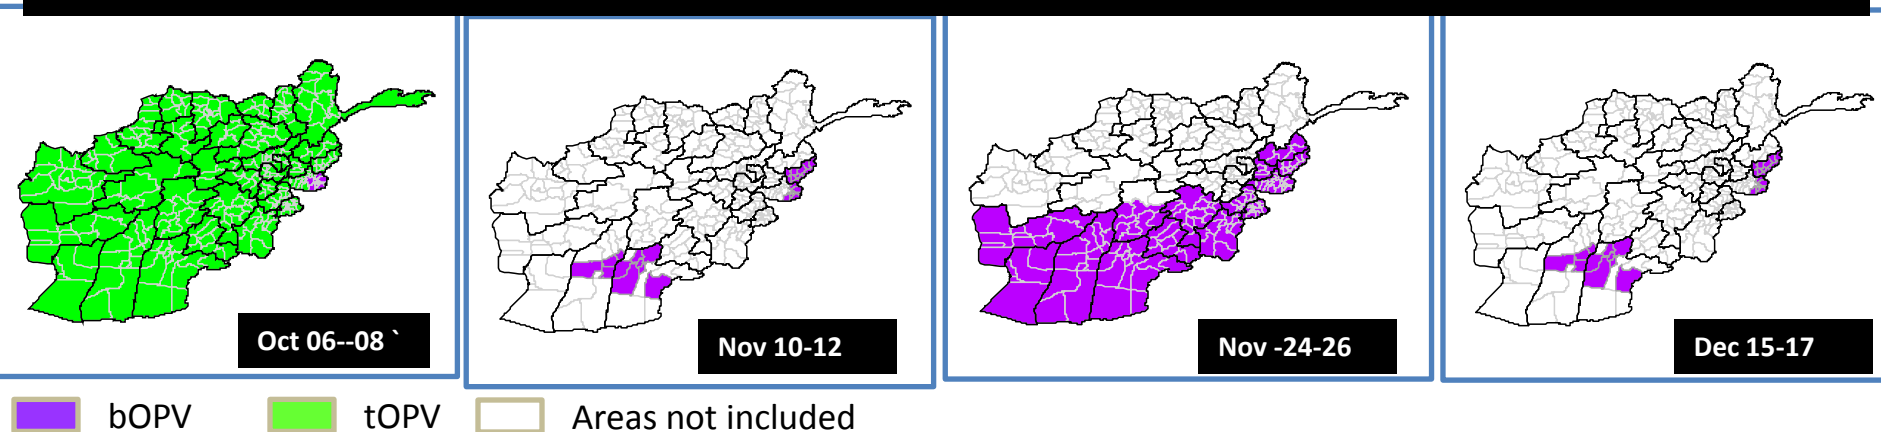 Oct 06--08 `
Nov 10-12
Nov -24-26
Dec 15-17
bOPV
tOPV
Areas not included